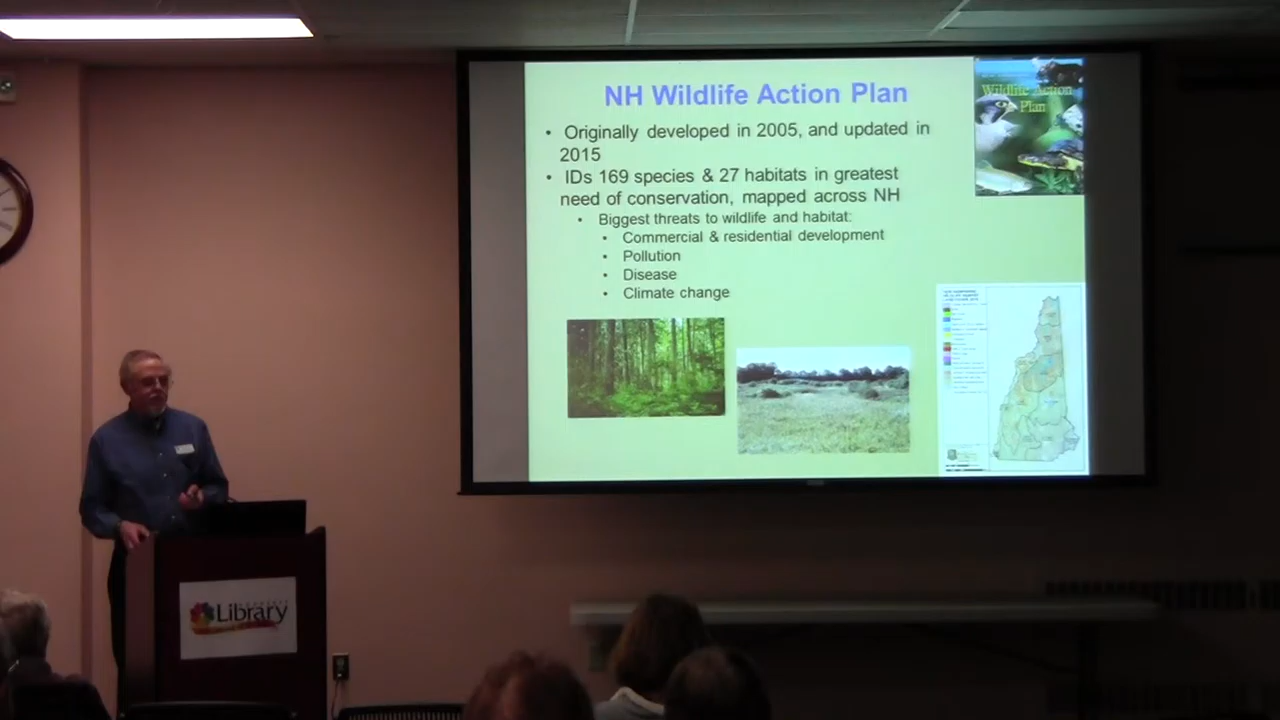 NH Wildlife Action Plan
• Originally developed in 2005, and updated in
2015
• IDs 169 species & 27 habitats in greatest
need of conservation, mapped across NH
• Biggest threats to wildlife and habitat:
• Commercial & residential development
• Pollution
• Disease
• Climate change
Wildlife Action
Plan
Library